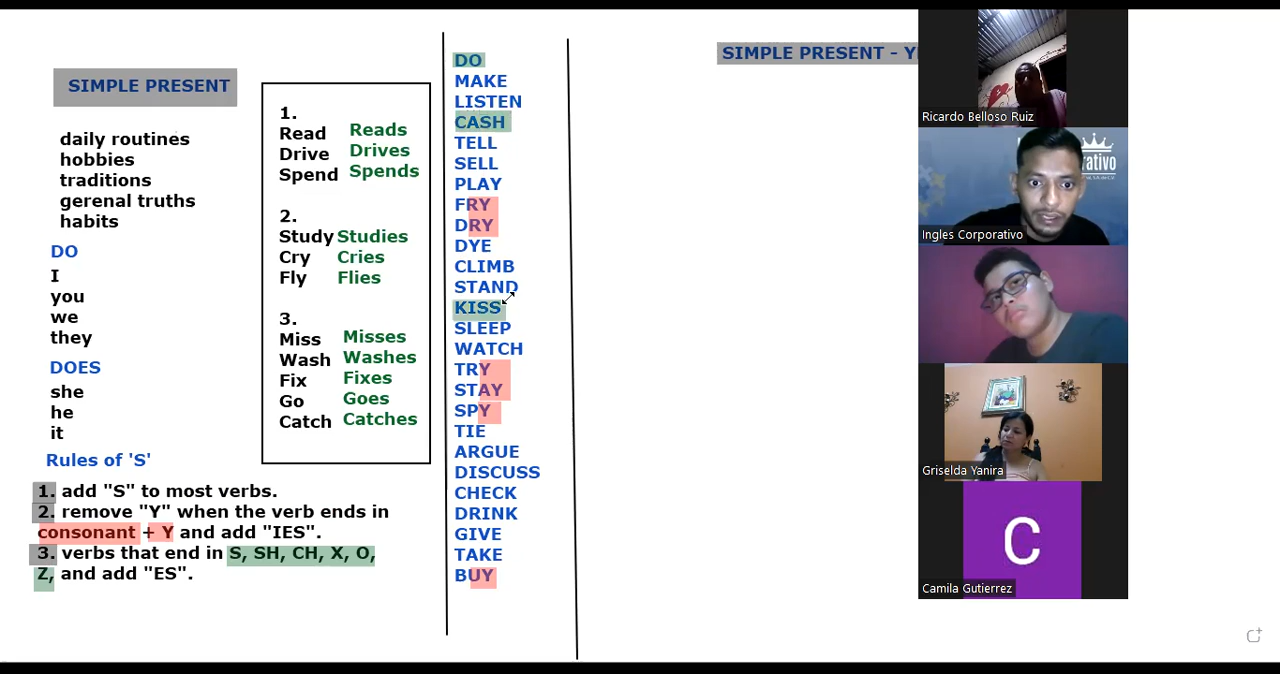 SIMPLE PRESENT
daily routines
hobbies
traditions
gerenal truths
habits
DO
I
you
we
they
DOES
she
he
it
Rules of 'S'
1. add "S" to most verbs.
2. remove "Y" when the verb ends in
consonant + Y and add "IES".
3. verbs that end in S, SH, CH, X, O,
Z, and add "ES".
1.
Read Reads
Drive Drives
Spend Spends
2.
Study Studies
Cry Cries
Fly Flies
3.
Miss Misses
Wash Washes
Fix Fixes
Go Goes
Catch Catches
DO
MAKE
LISTEN
CASH
TELL
SELL
PLAY
FRY
DRY
DYE
CLIMB
STAND
KISS
SLEEP
WATCH
TRY
STAY
SPY
TIE
ARGUE
DISCUSS
CHECK
DRINK
GIVE
TAKE
BUY
SIMPLE PRESENT - Y
Ricardo Belloso Ruiz
rativo
Ingles Corporativo
Griselda Yanira
C
Camila Gutierrez